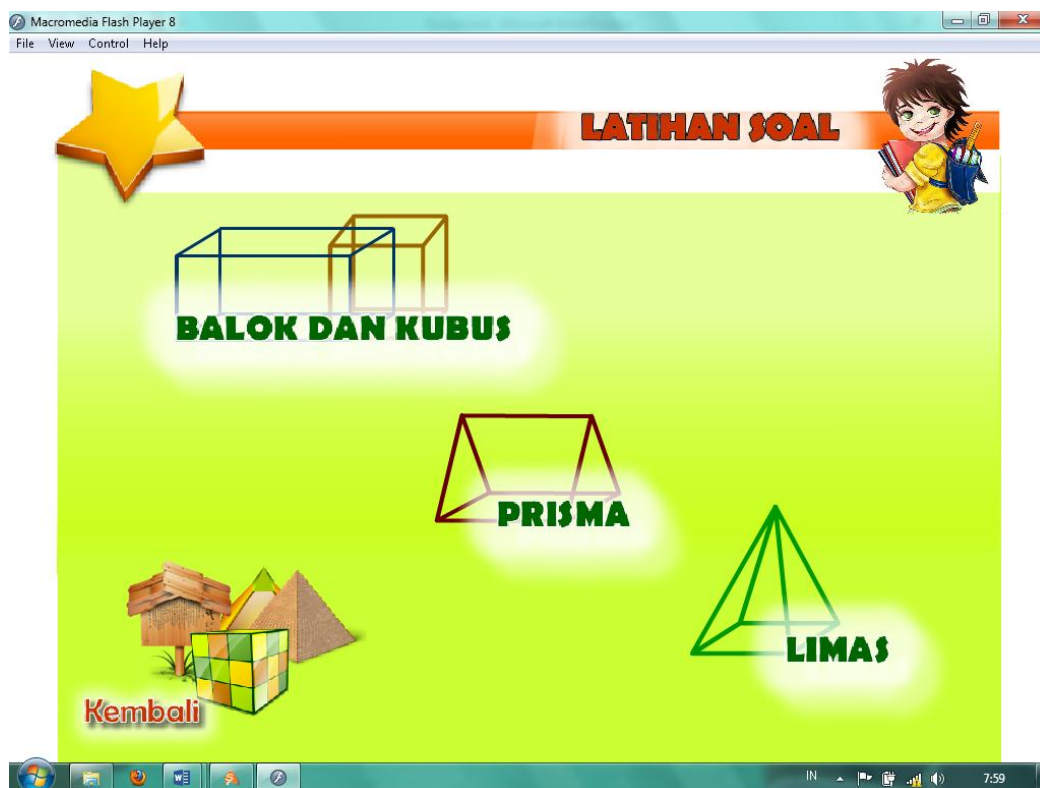 Macromedia Flash Player 8
File View Control Help
LATIHAN SOAL
BALOK DAN KUBUS
PRISMA
LIMAS
Kembali
IN 7:59